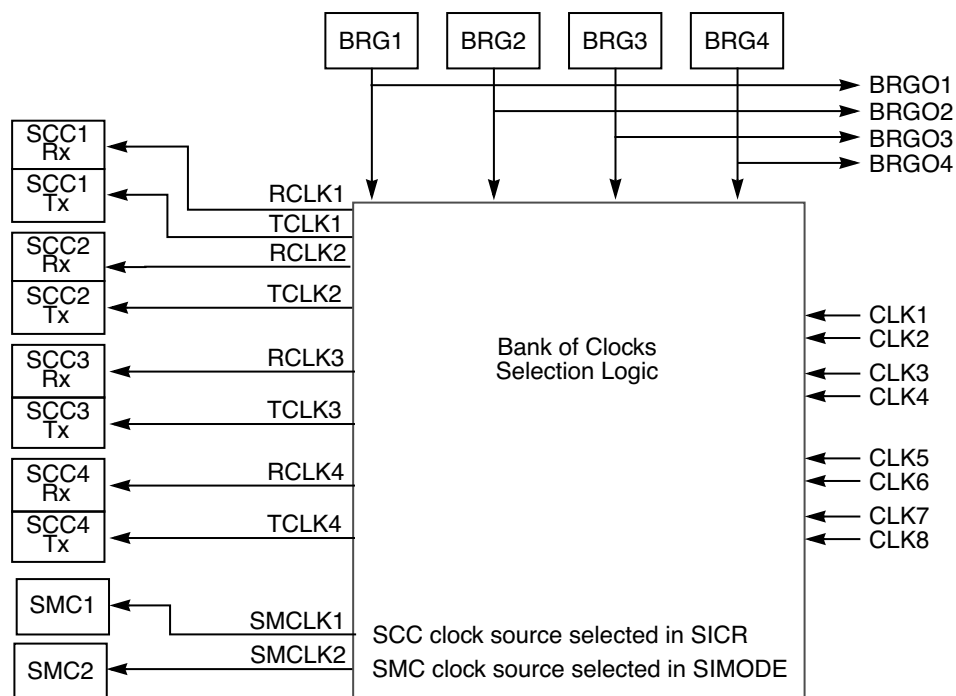 BRG1
BRG2
BRG3
BRG4
BRGO1
BRGO2
BRGO3
BRGO4
SCC1
Rx
SCC1
Tx
SCC2
Rx
SCC2
Tx
SCC3
Rx
SCC3
Tx
SCC4
Rx
SCC4
Tx
SMC1
SMC2
RCLK1
TCLK1
RCLK2
TCLK2
RCLK3
TCLK3
RCLK4
TCLK4
SMCLK1
SMCLK2
Bank of Clocks
Selection Logic
SCC clock source selected in SICR
SMC clock source selected in SIMODE
CLK1
CLK2
CLK3
CLK4
CLK5
CLK6
CLK7
CLK8